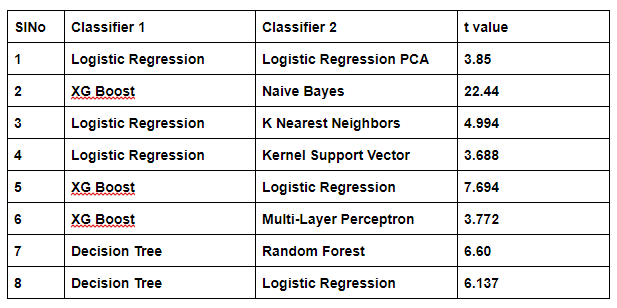 SlNo Classifier 1 Classifier 2 t value
1 Logistic Regression Logistic Regression PCA 3.85
2 XG Boost Naive Bayes 22.44
3 Logistic Regression K Nearest Neighbors 4.994
4 Logistic Regression Kernel Support Vector 3.688
5 XG Boost Logistic Regression 7.694
6 XG Boost Multi-Layer Perceptron 3.772
7 Decision Tree Random Forest 6.60
8 Decision Tree Logistic Regression 6.137